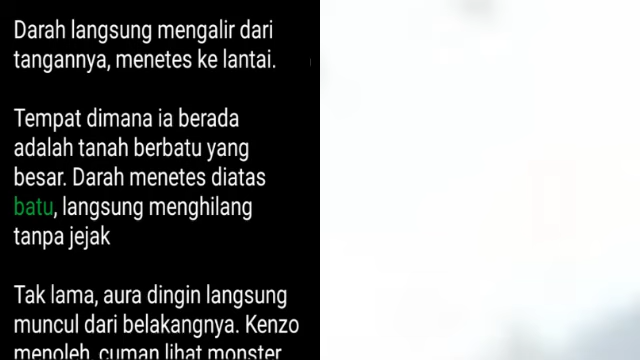 Darah langsung mengalir dari
tangannya, menetes ke lantai.
Tempat dimana ia berada
adalah tanah berbatu yang
besar. Darah menetes diatas
batu, langsung menghilang
tanpa jejak
Tak lama, aura dingin langsung
muncul dari belakangnya. Kenzo
menoleh, cuman lihat monster